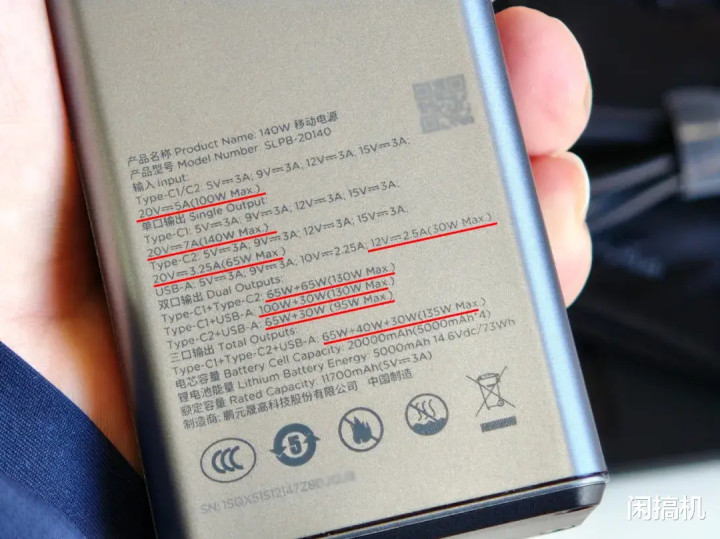 产品名称 Product Name: 140W 移动电源
产品型号 Model Number: SLPB-20140
输入 Input:
Type-C1/C2: 5V⎓3A; 9V⎓3A; 12V⎓3A; 15V⎓3A;
20V⎓5A(100W Max.)
单口输出 Single Output:
Type-C1: 5V⎓3A; 9V⎓3A; 12V⎓3A; 15V⎓3A;
20V⎓7A(140W Max.)
Type-C2: 5V⎓3A; 9V⎓3A; 12V⎓3A; 15V⎓3A;
20V⎓3.25A(65W Max.)
USB-A: 5V⎓3A; 9V⎓3A; 10V⎓2.25A; 12V⎓2.5A(30W Max.)
双口输出 Dual Outputs:
Type-C1+Type-C2: 65W+65W(130W Max.)
Type-C1+USB-A: 100W+30W(130W Max.)
Type-C2+USB-A: 65W+30W (95W Max.)
三口输出 Total Outputs:
Type-C1+Type-C2+USB-A: 65W+40W+30W(135W Max.)
电芯容量 Battery Cell Capacity: 20000mAh(5000mAh*4)
锂电池能量 Lithium Battery Energy: 5000mAh 14.6Vdc/73Wh
额定容量 Rated Capacity: 11700mAh(5V⎓3A)
制造商: 鹏元晟高科技股份有限公司 中国制造
CCC
5
SN:
闲搞机